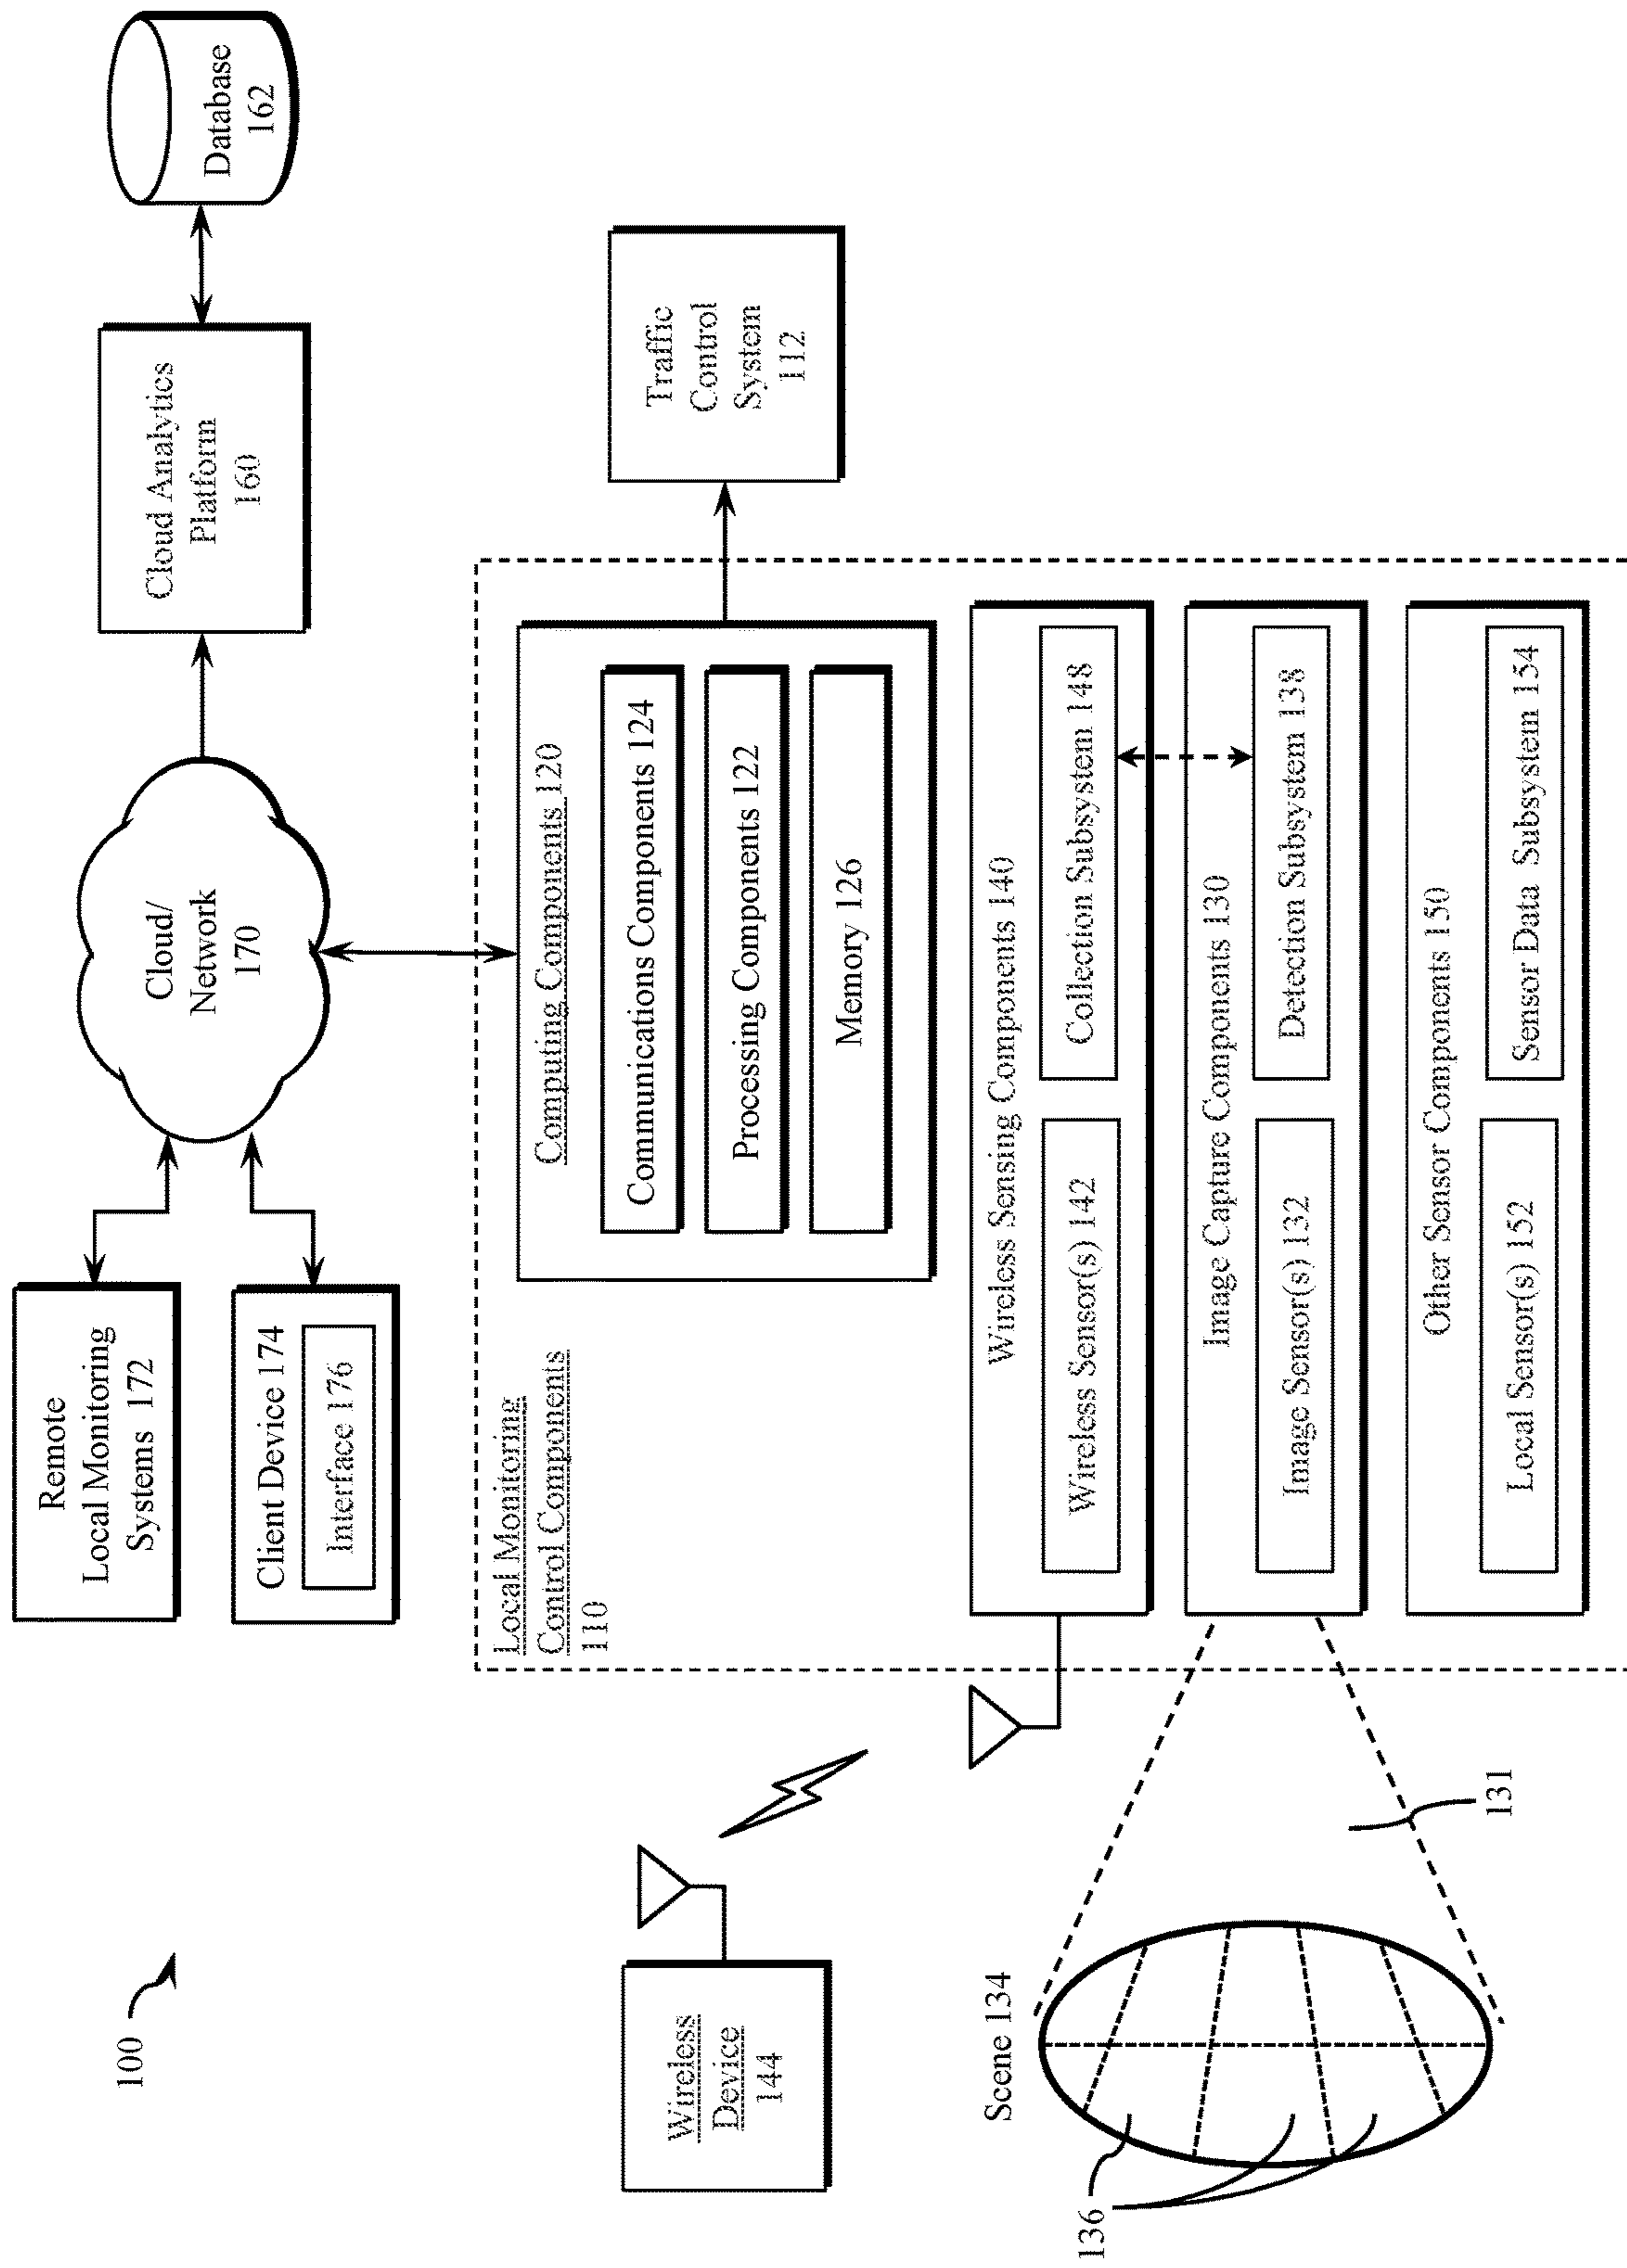 100
Remote
Local Monitoring
Systems 172
Client Device 174
Interface 176
Cloud/
Network
170
Cloud Analytics
Platform
160
Database
162
Local Monitoring
Control Components
110
Computing Components 120
Communications Components 124
Processing Components 122
Memory 126
Traffic
Control
System
112
Wireless
Device
144
Wireless Sensing Components 140
Wireless Sensor(s) 142
Collection Subsystem 148
Image Capture Components 130
Image Sensor(s) 132
Detection Subsystem 138
Other Sensor Components 150
Local Sensor(s) 152
Sensor Data Subsystem 154
Scene 134
136
131